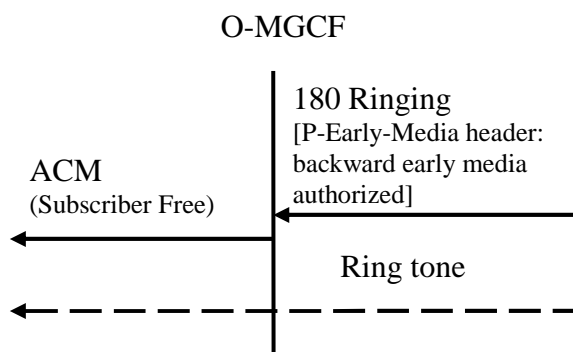 O-MGCF
180 Ringing
[P-Early-Media header:
backward early media
authorized]
ACM
(Subscriber Free)
Ring tone